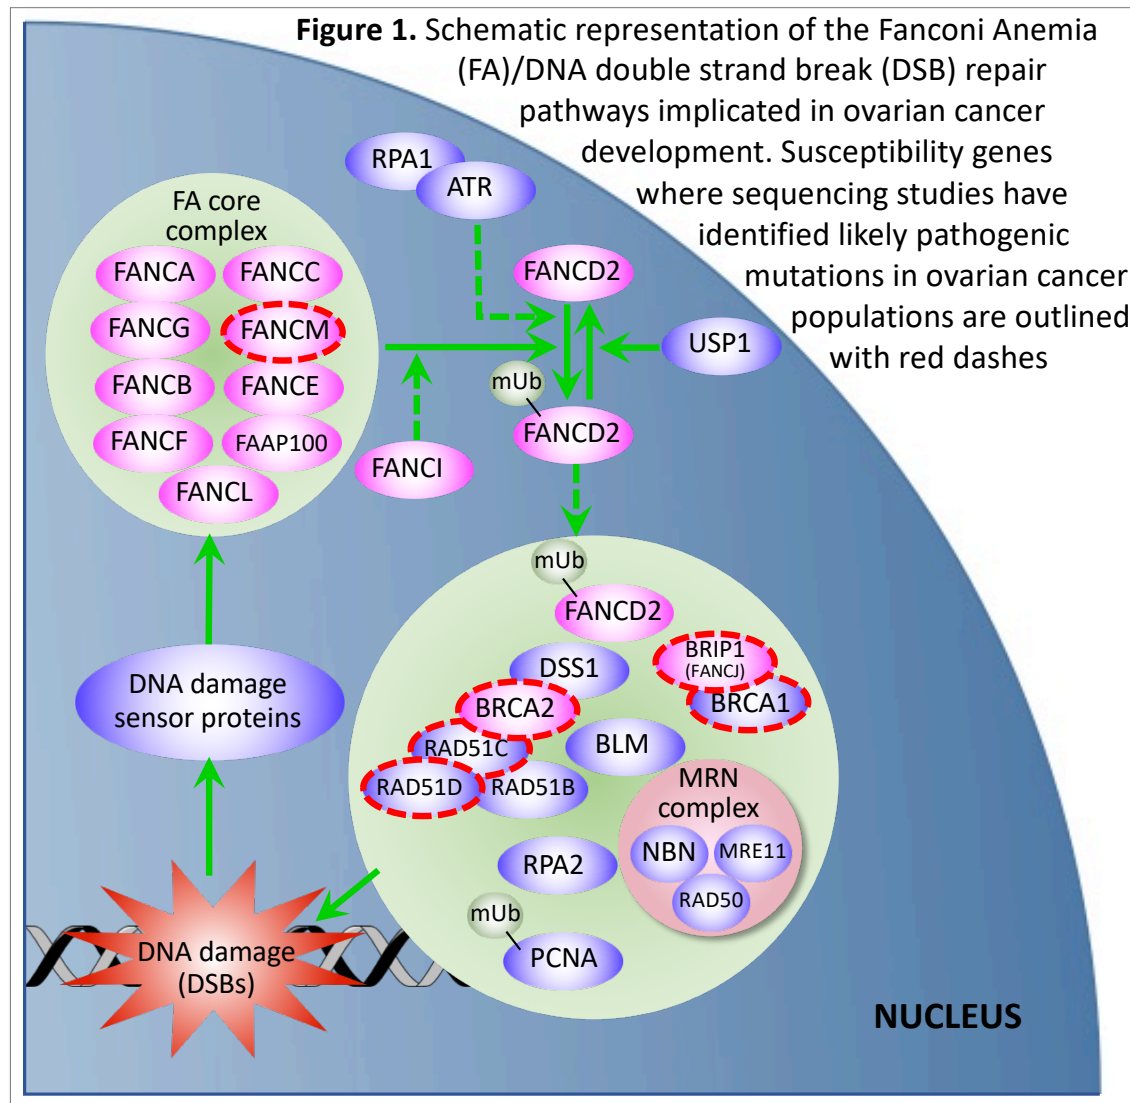 Figure 1. Schematic representation of the Fanconi Anemia
(FA)/DNA double strand break (DSB) repair
pathways implicated in ovarian cancer
development. Susceptibility genes
where sequencing studies have
identified likely pathogenic
mutations in ovarian cancer
populations are outlined
with red dashes
RPA1
ATR
FA core
complex
FANCA
FANCC
FANCG
FANCM
FANCB
FANCE
FANCF
FAAP100
FANCL
FANCD2
USP1
mUb
FANCD2
FANCI
mUb
FANCD2
DSS1
BRIP1
(FANCJ)
BRCA1
BRCA2
RAD51C
BLM
RAD51D
RAD51B
MRN
complex
NBN
MRE11
RAD50
RPA2
mUb
PCNA
DNA damage
sensor proteins
DNA damage
(DSBs)
NUCLEUS